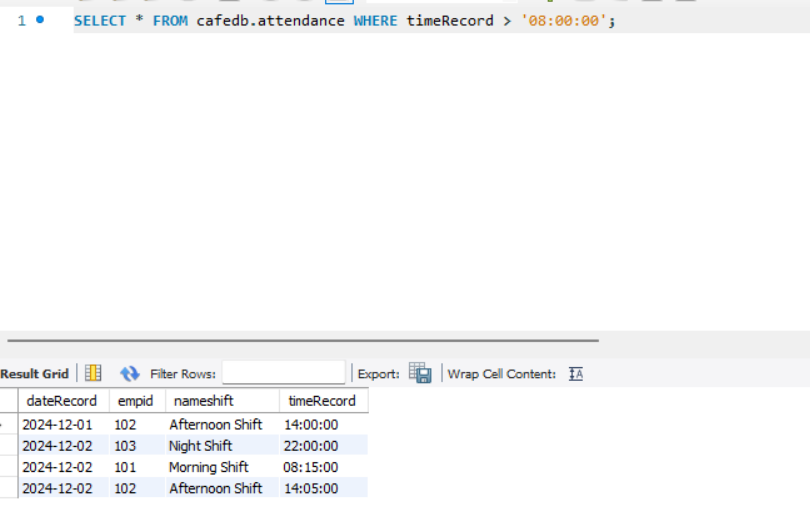 1 SELECT * FROM cafedb.attendance WHERE timeRecord > '08:00:00';
Result Grid Filter Rows: Export: Wrap Cell Content:
dateRecord empid nameshift timeRecord
2024-12-01 102 Afternoon Shift 14:00:00
2024-12-02 103 Night Shift 22:00:00
2024-12-02 101 Morning Shift 08:15:00
2024-12-02 102 Afternoon Shift 14:05:00